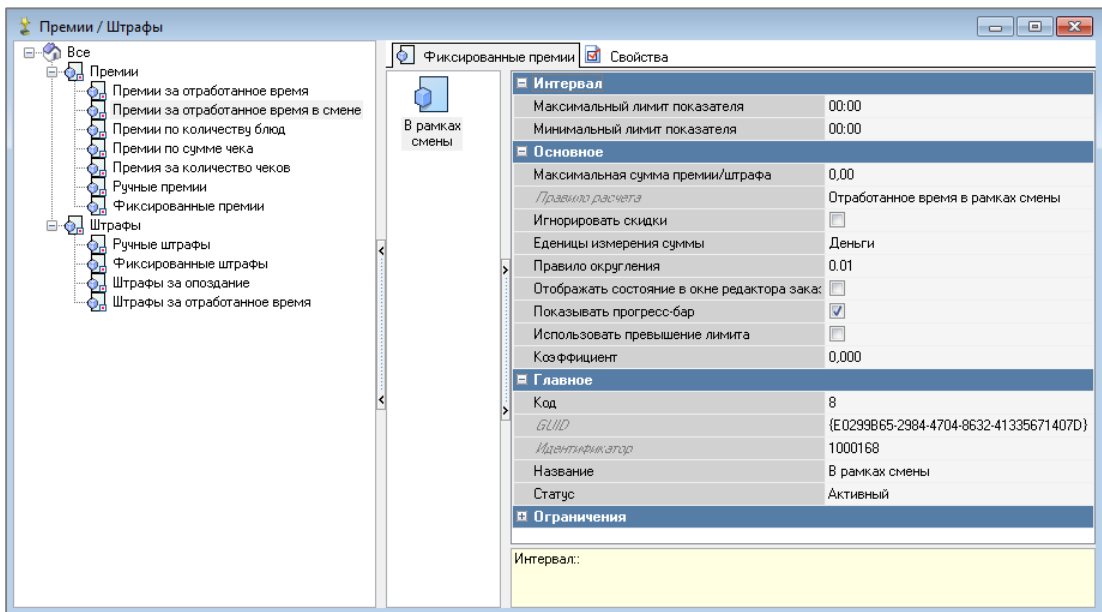 Премии / Штрафы
Все
Премии
Премии за отработанное время
Премии за отработанное время в смене
Премии по количеству блюд
Премии по сумме чека
Премия за количество чеков
Ручные премии
Фиксированные премии
Штрафы
Ручные штрафы
Фиксированные штрафы
Штрафы за опоздание
Штрафы за отработанное время
Фиксированные премии Свойства
В рамках
смены
Интервал
Максимальный лимит показателя 00:00
Минимальный лимит показателя 00:00
Основное
Максимальная сумма премии/штрафа 0,00
Правило расчета Отработанное время в рамках смены
Игнорировать скидки
Еденицы измерения суммы Деньги
Правило округления 0.01
Отображать состояние в окне редактора зака
Показывать прогресс-бар
Использовать превышение лимита
Коэффициент 0,000
Главное
Код 8
GUID {E0299B65-2984-4704-8632-41335671407D}
Идентификатор 1000168
Название В рамках смены
Статус Активный
Ограничения
Интервал::